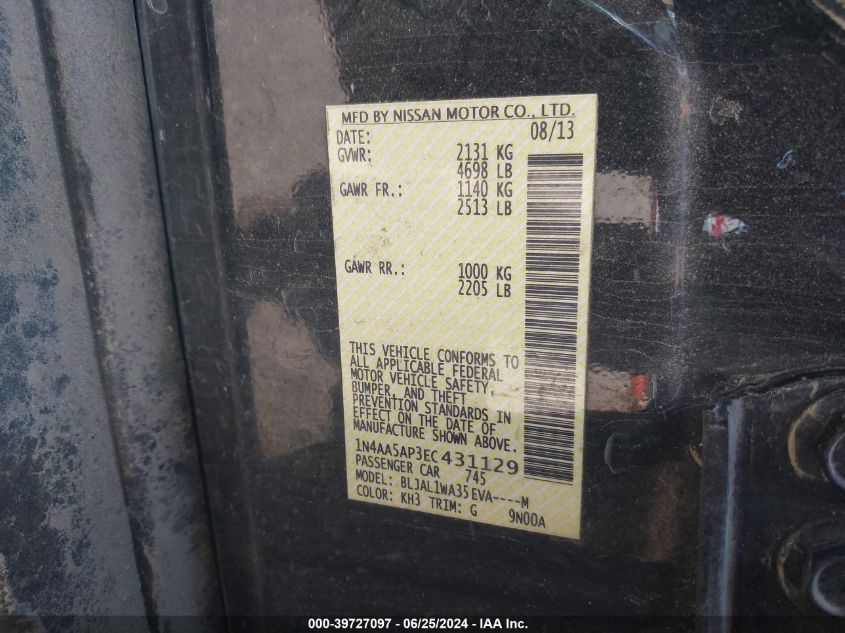 MFD BY NISSAN MOTOR CO., LTD.
DATE: 08/13
GVWR: 2131 KG
4698 LB
GAWR FR.: 1140 KG
2513 LB
GAWR RR.: 1000 KG
2205 LB
THIS VEHICLE CONFORMS TO
ALL APPLICABLE FEDERAL
MOTOR VEHICLE SAFETY,
BUMPER, AND THEFT
PREVENTION STANDARDS IN
EFFECT ON THE DATE OF
MANUFACTURE SHOWN ABOVE.
1N4AA5AP3EC431129
PASSENGER CAR 745
MODEL: BLJAL1WA35EVA----M
COLOR: KH3 TRIM: G 9N00A
000-39727097 - 06/25/2024 - IAA Inc.